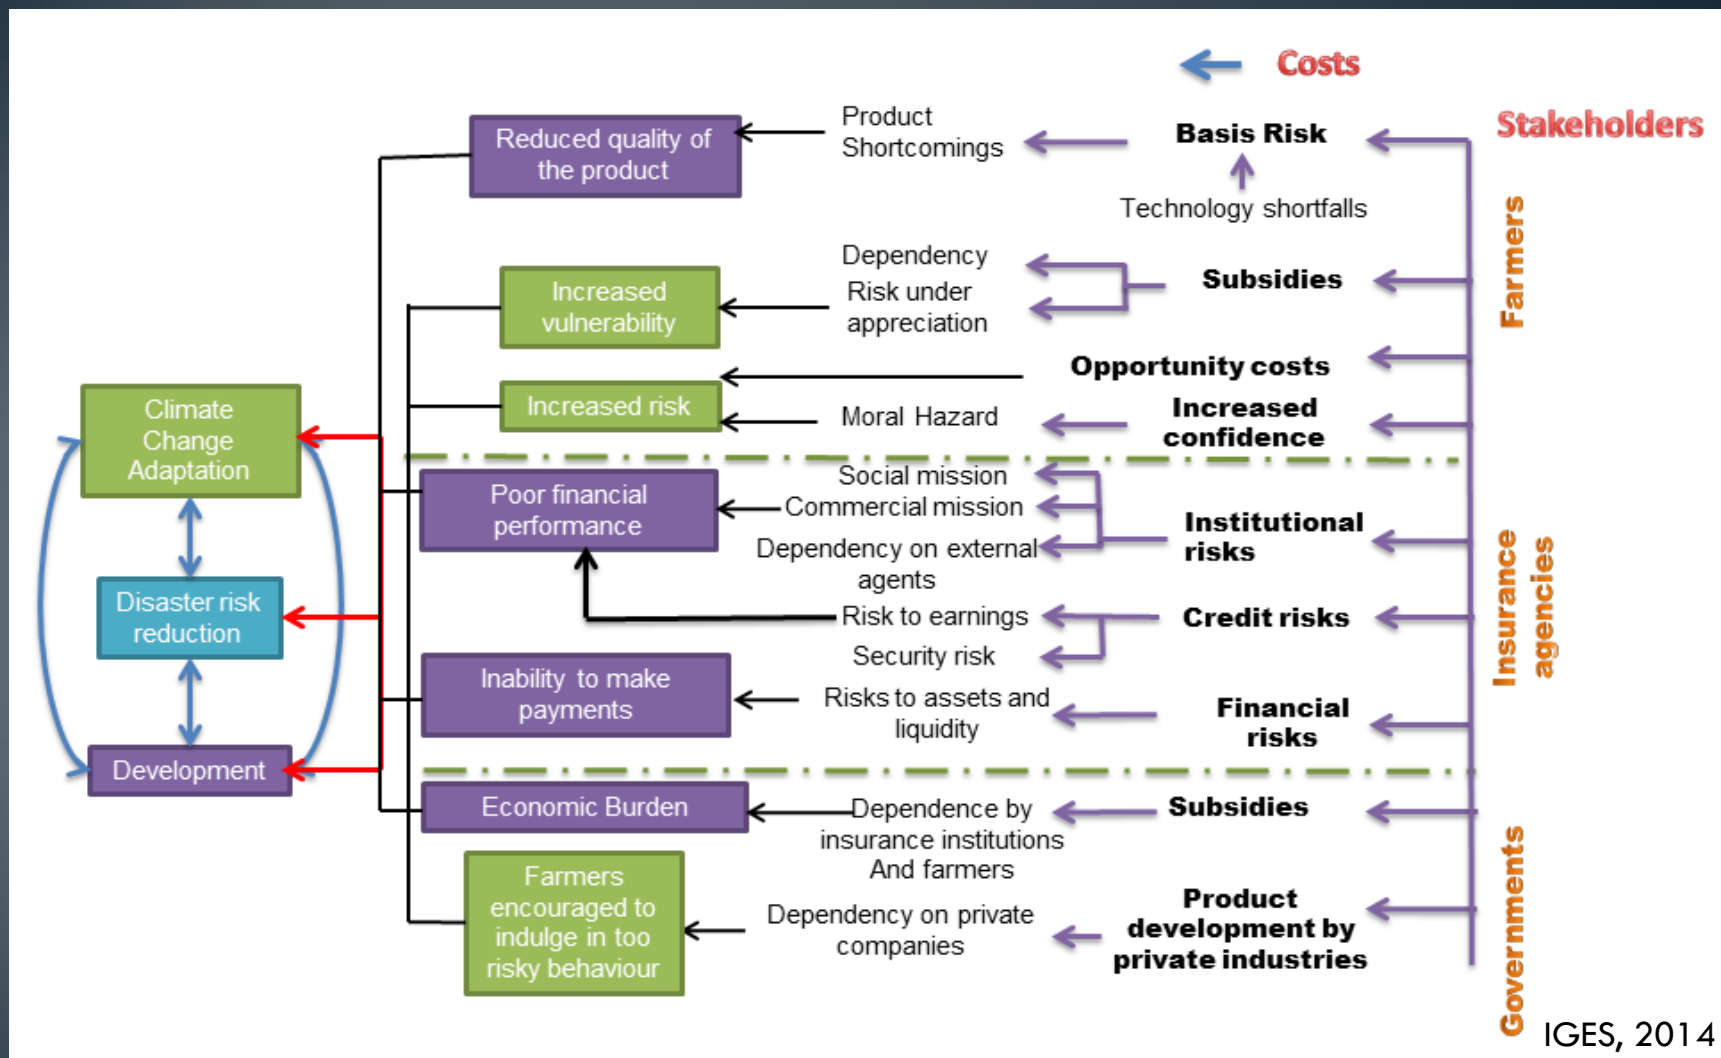 Costs
Stakeholders
Reduced quality of
the product
Product
Shortcomings
Basis Risk
Technology shortfalls
Farmers
Increased
vulnerability
Dependency
Risk under
appreciation
Subsidies
Opportunity costs
Increased risk
Moral Hazard
Increased
confidence
Climate
Change
Adaptation
Disaster risk
reduction
Development
Poor financial
performance
Social mission
Commercial mission
Dependency on external
agents
Institutional
risks
Insurance
agencies
Risk to earnings
Security risk
Credit risks
Inability to make
payments
Risks to assets and
liquidity
Financial
risks
Economic Burden
Dependence by
insurance institutions
And farmers
Subsidies
Farmers
encouraged to
indulge in too
risky behaviour
Dependency on private
companies
Product
development by
private industries
Governments
IGES, 2014